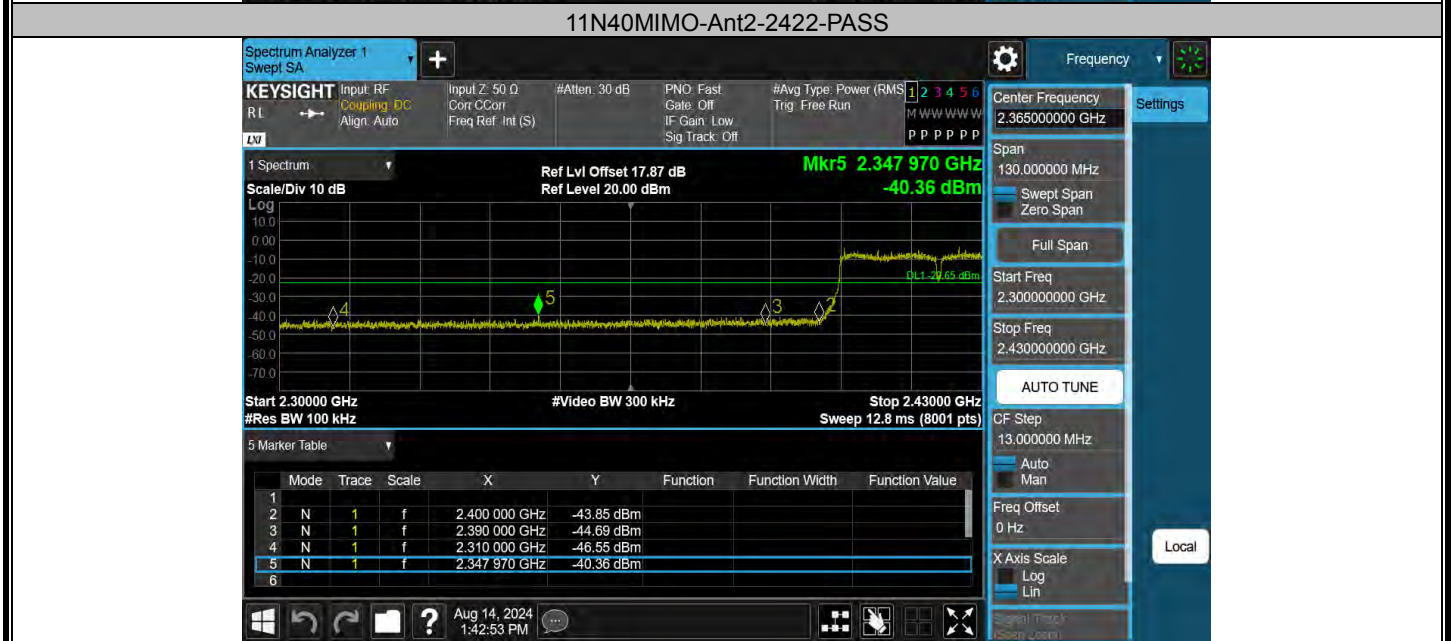 11N40MIMO-Ant2-2422-PASS
Spectrum Analyzer 1
Swept SA
+
Frequency
KEYSIGHT Input: RF Input Z: 50 Ω #Atten: 30 dB PNO: Fast #Avg Type: Power (RMS 1 2 3 4 5 6
RL Coupling: DC Corr CCorr Gate: Off Trig: Free Run
Align: Auto Freq Ref: Int (S) IF Gain: Low M W W W W W
LXI Sig Track: Off P P P P P P
Center Frequency
2.365000000 GHz
Settings
Span
130.000000 MHz
Swept Span
Zero Span
Full Span
Start Freq
2.300000000 GHz
Stop Freq
2.430000000 GHz
AUTO TUNE
CF Step
13.000000 MHz
Auto
Man
Freq Offset
0 Hz
X Axis Scale
Log
Lin
Signal Track
(Span Zoom)
Local
1 Spectrum
Ref Lvl Offset 17.87 dB
Mkr5 2.347 970 GHz
Scale/Div 10 dB
Ref Level 20.00 dBm
-40.36 dBm
Log
10.0
0.00
-10.0
-20.0
-30.0
-40.0
-50.0
-60.0
-70.0
4
5
3
2
Start 2.30000 GHz #Video BW 300 kHz Stop 2.43000 GHz
#Res BW 100 kHz Sweep 12.8 ms (8001 pts)
5 Marker Table
Mode Trace Scale X Y Function Function Width Function Value
1
2 N 1 f 2.400 000 GHz -43.85 dBm
3 N 1 f 2.390 000 GHz -44.69 dBm
4 N 1 f 2.310 000 GHz -46.55 dBm
5 N 1 f 2.347 970 GHz -40.36 dBm
6
? Aug 14, 2024
1:42:53 PM